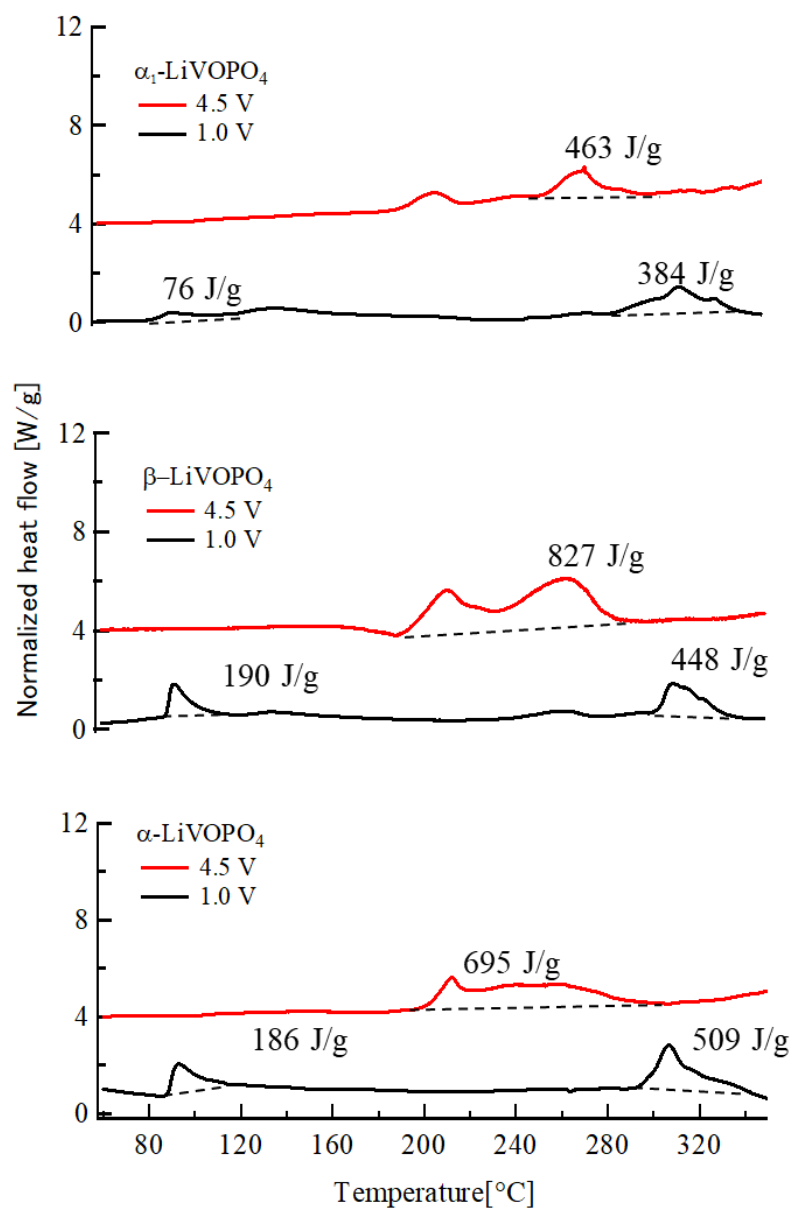 12
α₁-LiVOPO₄
4.5 V
1.0 V
8
463 J/g
4
76 J/g
384 J/g
0
Normalized heat flow [W/g]
12
β–LiVOPO₄
4.5 V
1.0 V
8
827 J/g
4
190 J/g
448 J/g
0
12
α-LiVOPO₄
4.5 V
1.0 V
8
695 J/g
4
186 J/g
509 J/g
0
80 120 160 200 240 280 320
Temperature[°C]